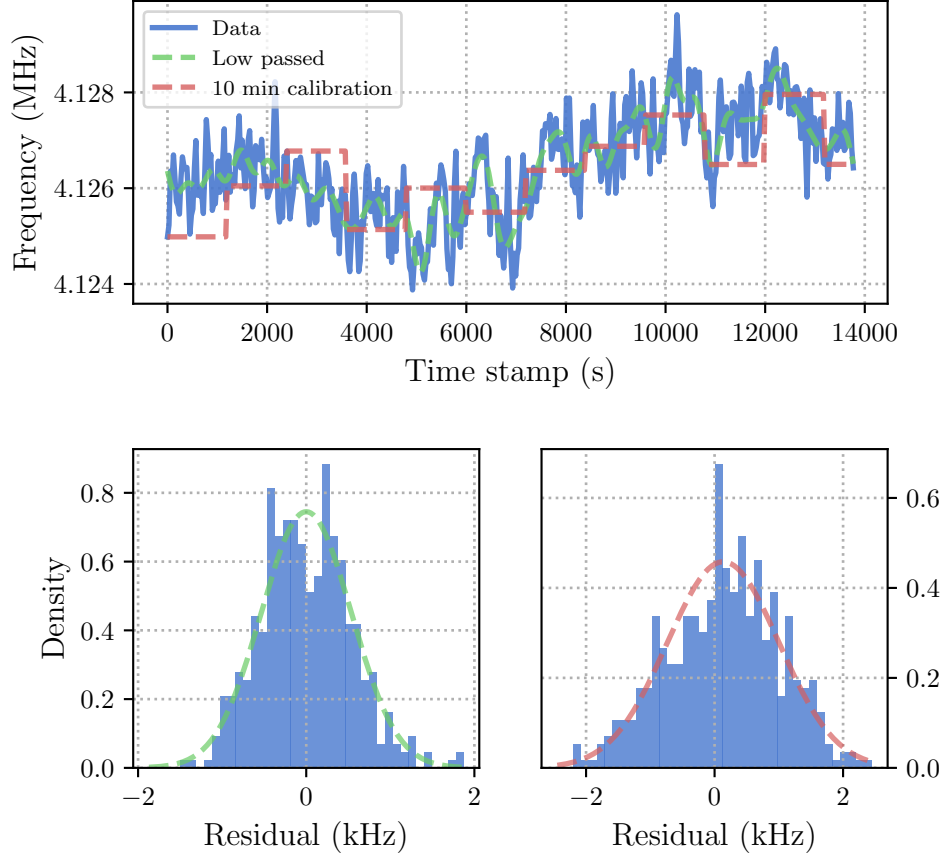 Frequency (MHz)
4.128
4.126
4.124
Data
Low passed
10 min calibration
0 2000 4000 6000 8000 10000 12000 14000
Time stamp (s)
Density
0.8
0.6
0.4
0.2
0.0
−2 0 2
Residual (kHz)
0.6
0.4
0.2
0.0
−2 0 2
Residual (kHz)